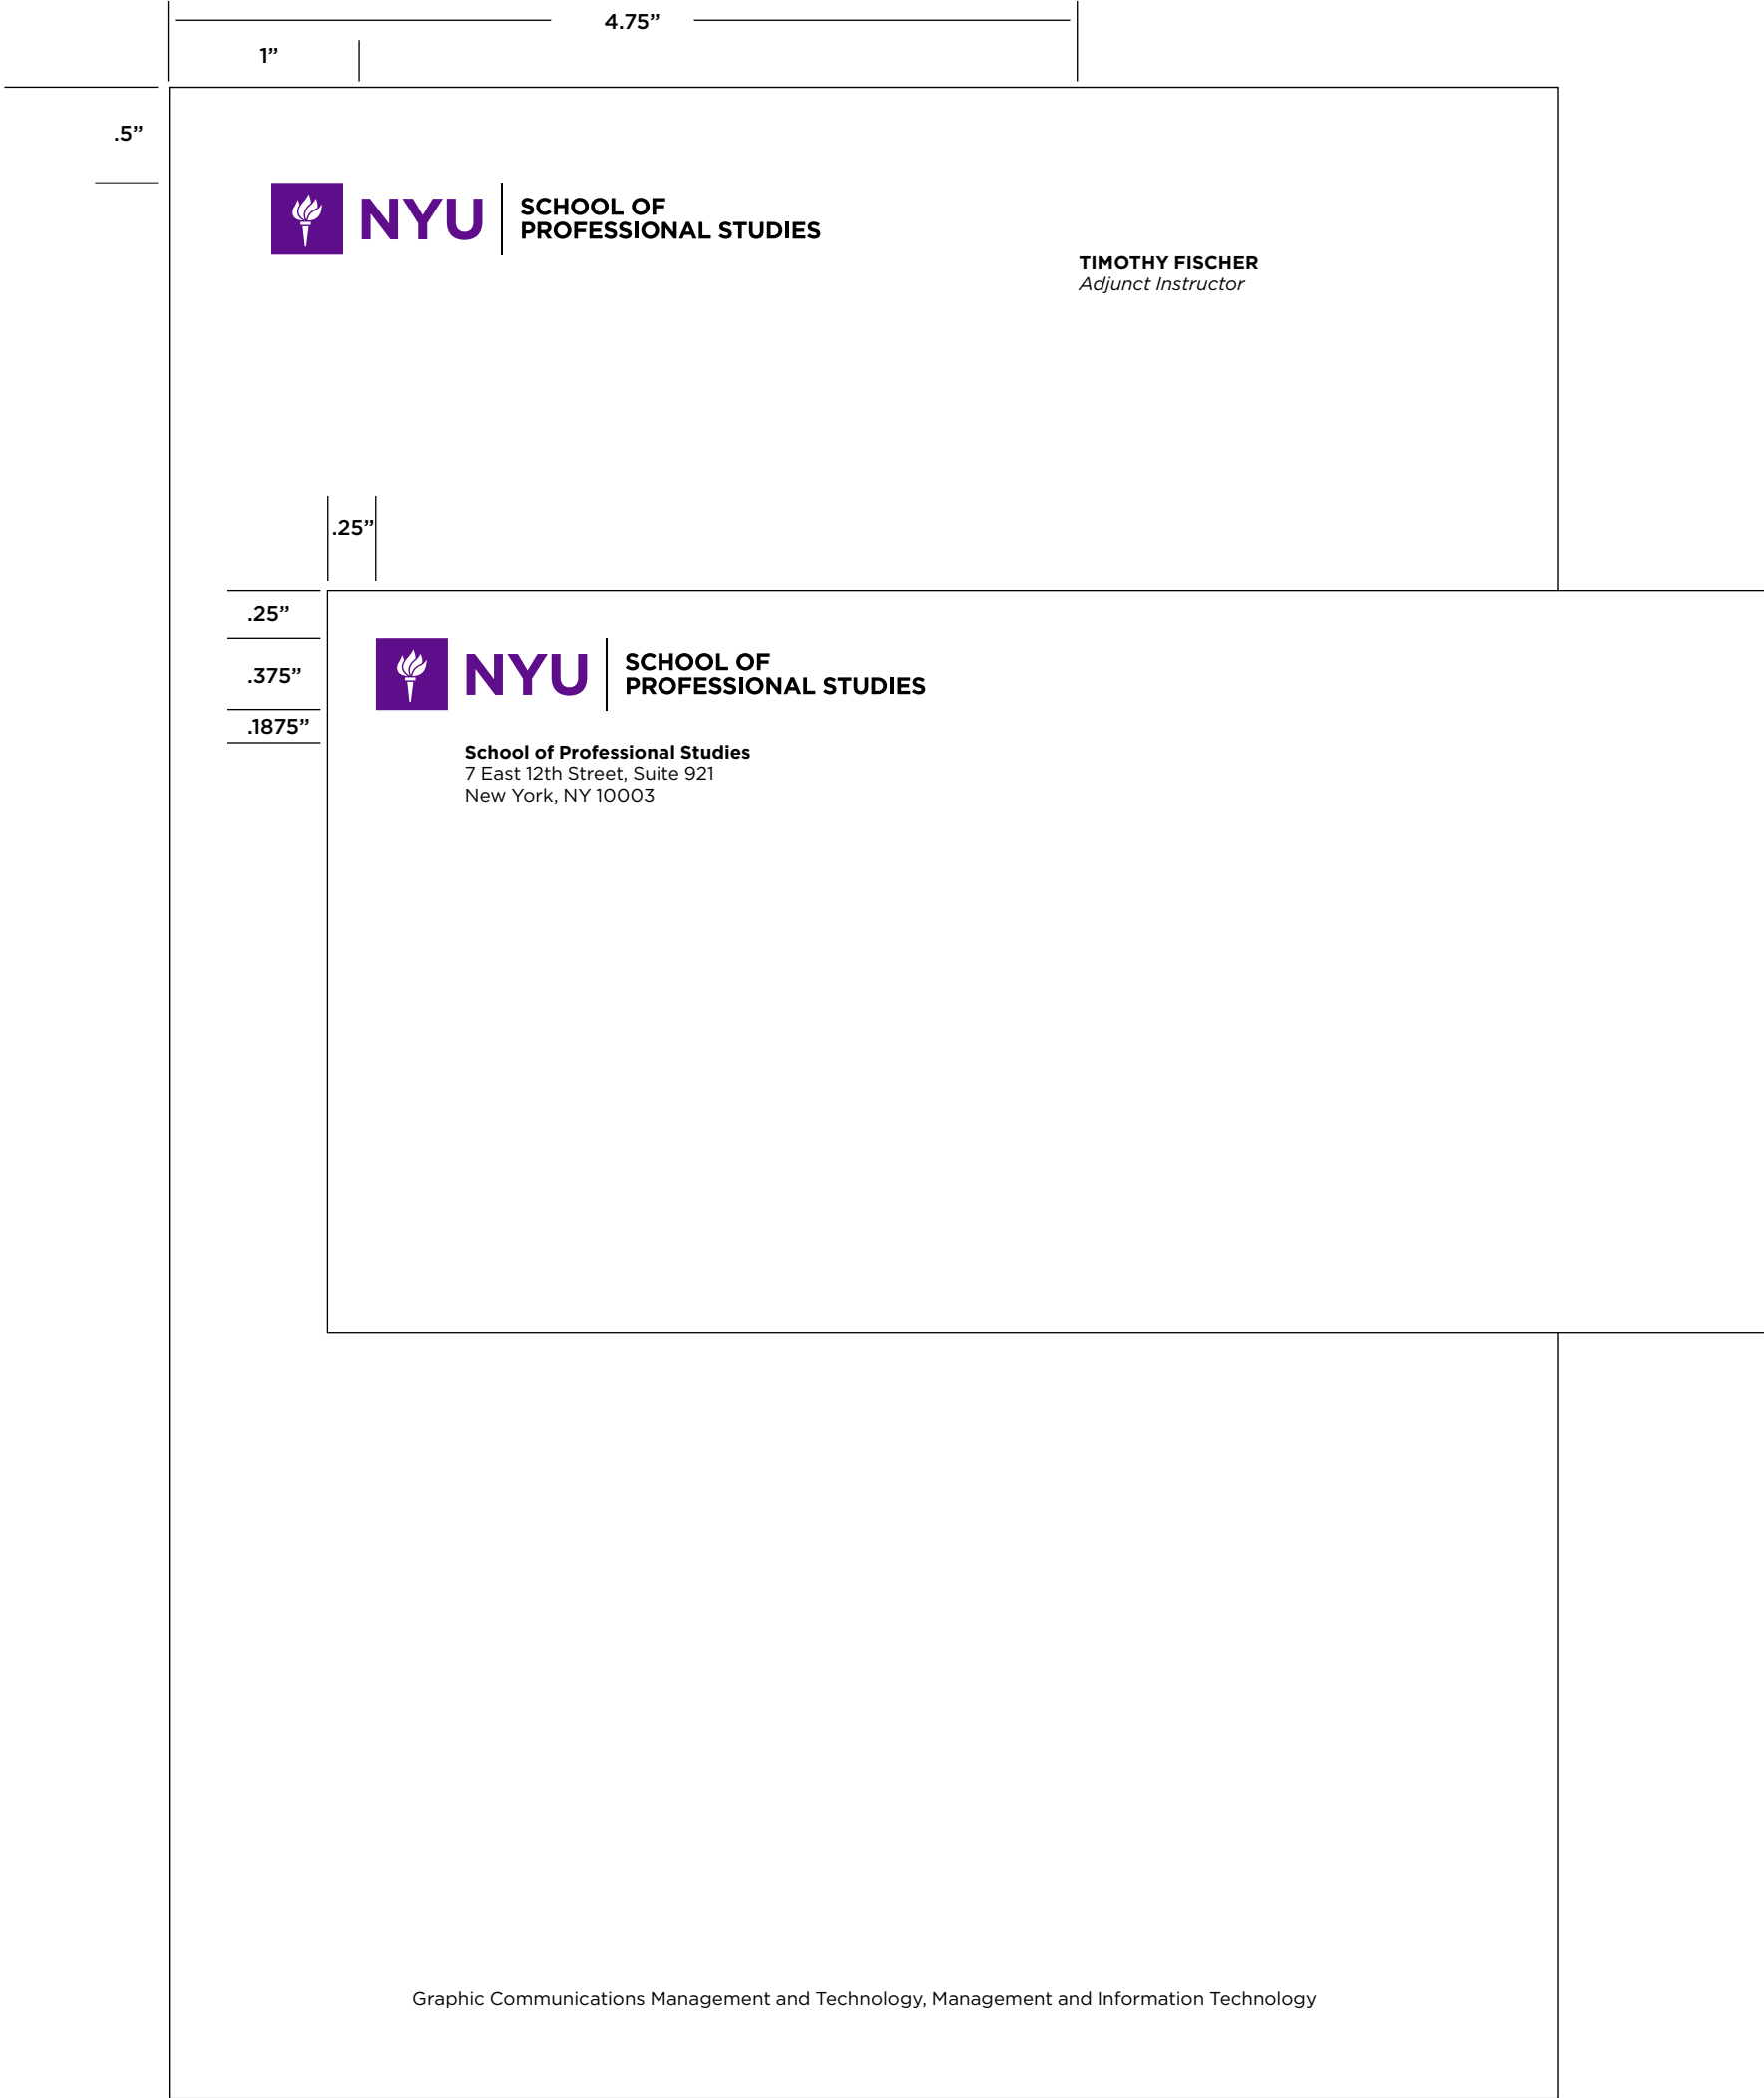 4.75”
1”
.5”
NYU
SCHOOL OF
PROFESSIONAL STUDIES
TIMOTHY FISCHER
Adjunct Instructor
.25”
.25”
.375”
.1875”
NYU
SCHOOL OF
PROFESSIONAL STUDIES
School of Professional Studies
7 East 12th Street, Suite 921
New York, NY 10003
Graphic Communications Management and Technology, Management and Information Technology